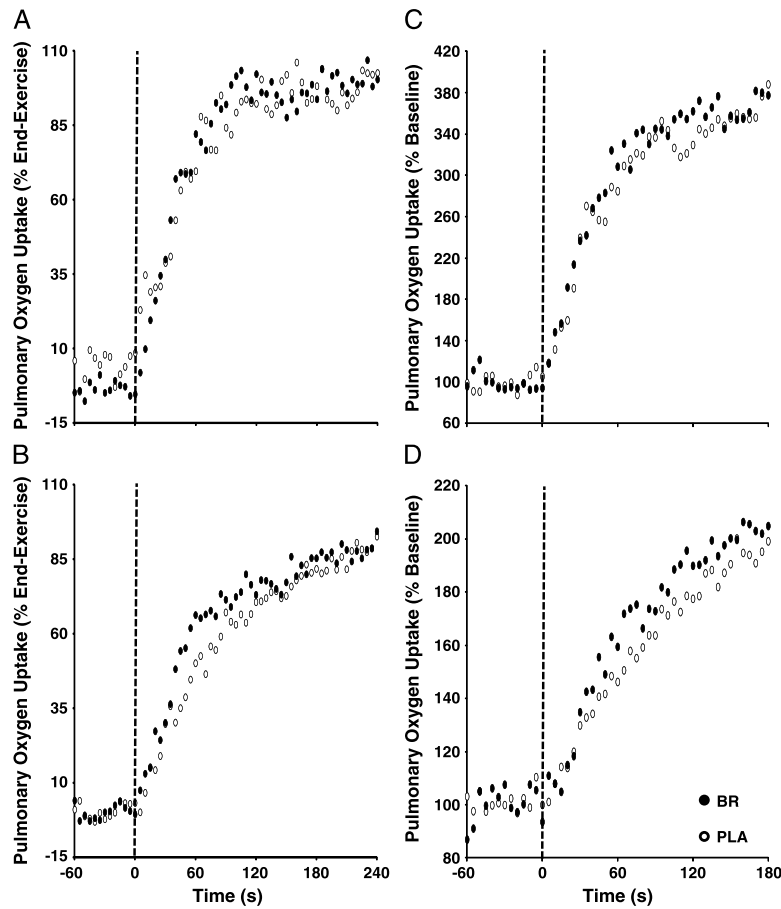 A
Pulmonary Oxygen Uptake (% End-Exercise)
110
85
60
35
10
-15
C
Pulmonary Oxygen Uptake (% Baseline)
420
380
340
300
260
220
180
140
100
60
B
Pulmonary Oxygen Uptake (% End-Exercise)
110
85
60
35
10
-15
-60 0 60 120 180 240
Time (s)
D
Pulmonary Oxygen Uptake (% Baseline)
220
200
180
160
140
120
100
80
BR
PLA
-60 0 60 120 180
Time (s)